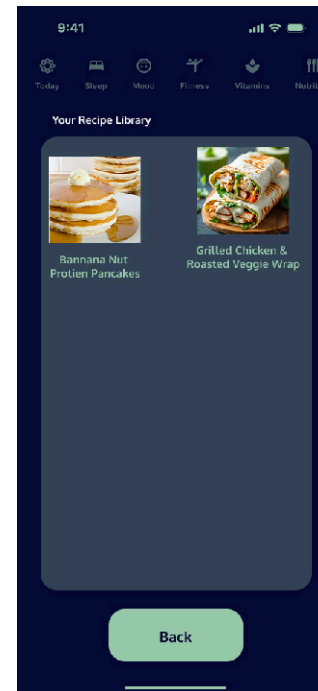 9:41
Today Sleep Mood Fitness Vitamins Nutrit
Your Recipe Library
Bannana Nut
Protien Pancakes
Grilled Chicken &
Roasted Veggie Wrap
Back